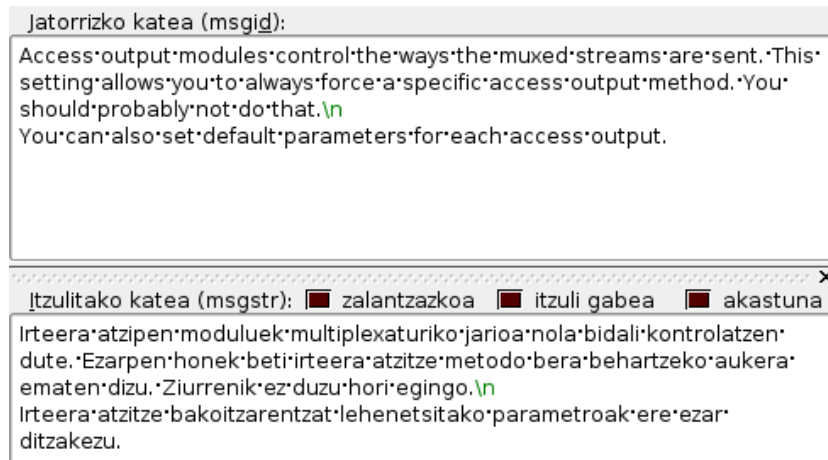 Jatorrizko katea (msgid):
Access·output·modules·control·the·ways·the·muxed·streams·are·sent.·This·
setting·allows·you·to·always·force·a·specific·access·output·method.·You·
should·probably·not·do·that.\n
You·can·also·set·default·parameters·for·each·access·output.
Itzulitako katea (msgstr): zalantzazkoa itzuli gabea akastuna
Irteera·atzipen·moduluek·multiplexaturiko·jarioa·nola·bidali·kontrolatzen·
dute.·Ezarpen·honek·beti·irteera·atzitze·metodo·bera·behartzeko·aukera·
ematen·dizu.·Ziurrenik·ez·duzu·hori·egingo.\n
Irteera·atzitze·bakoitzarentzat·lehenetsitako·parametroak·ere·ezar·
ditzakezu.